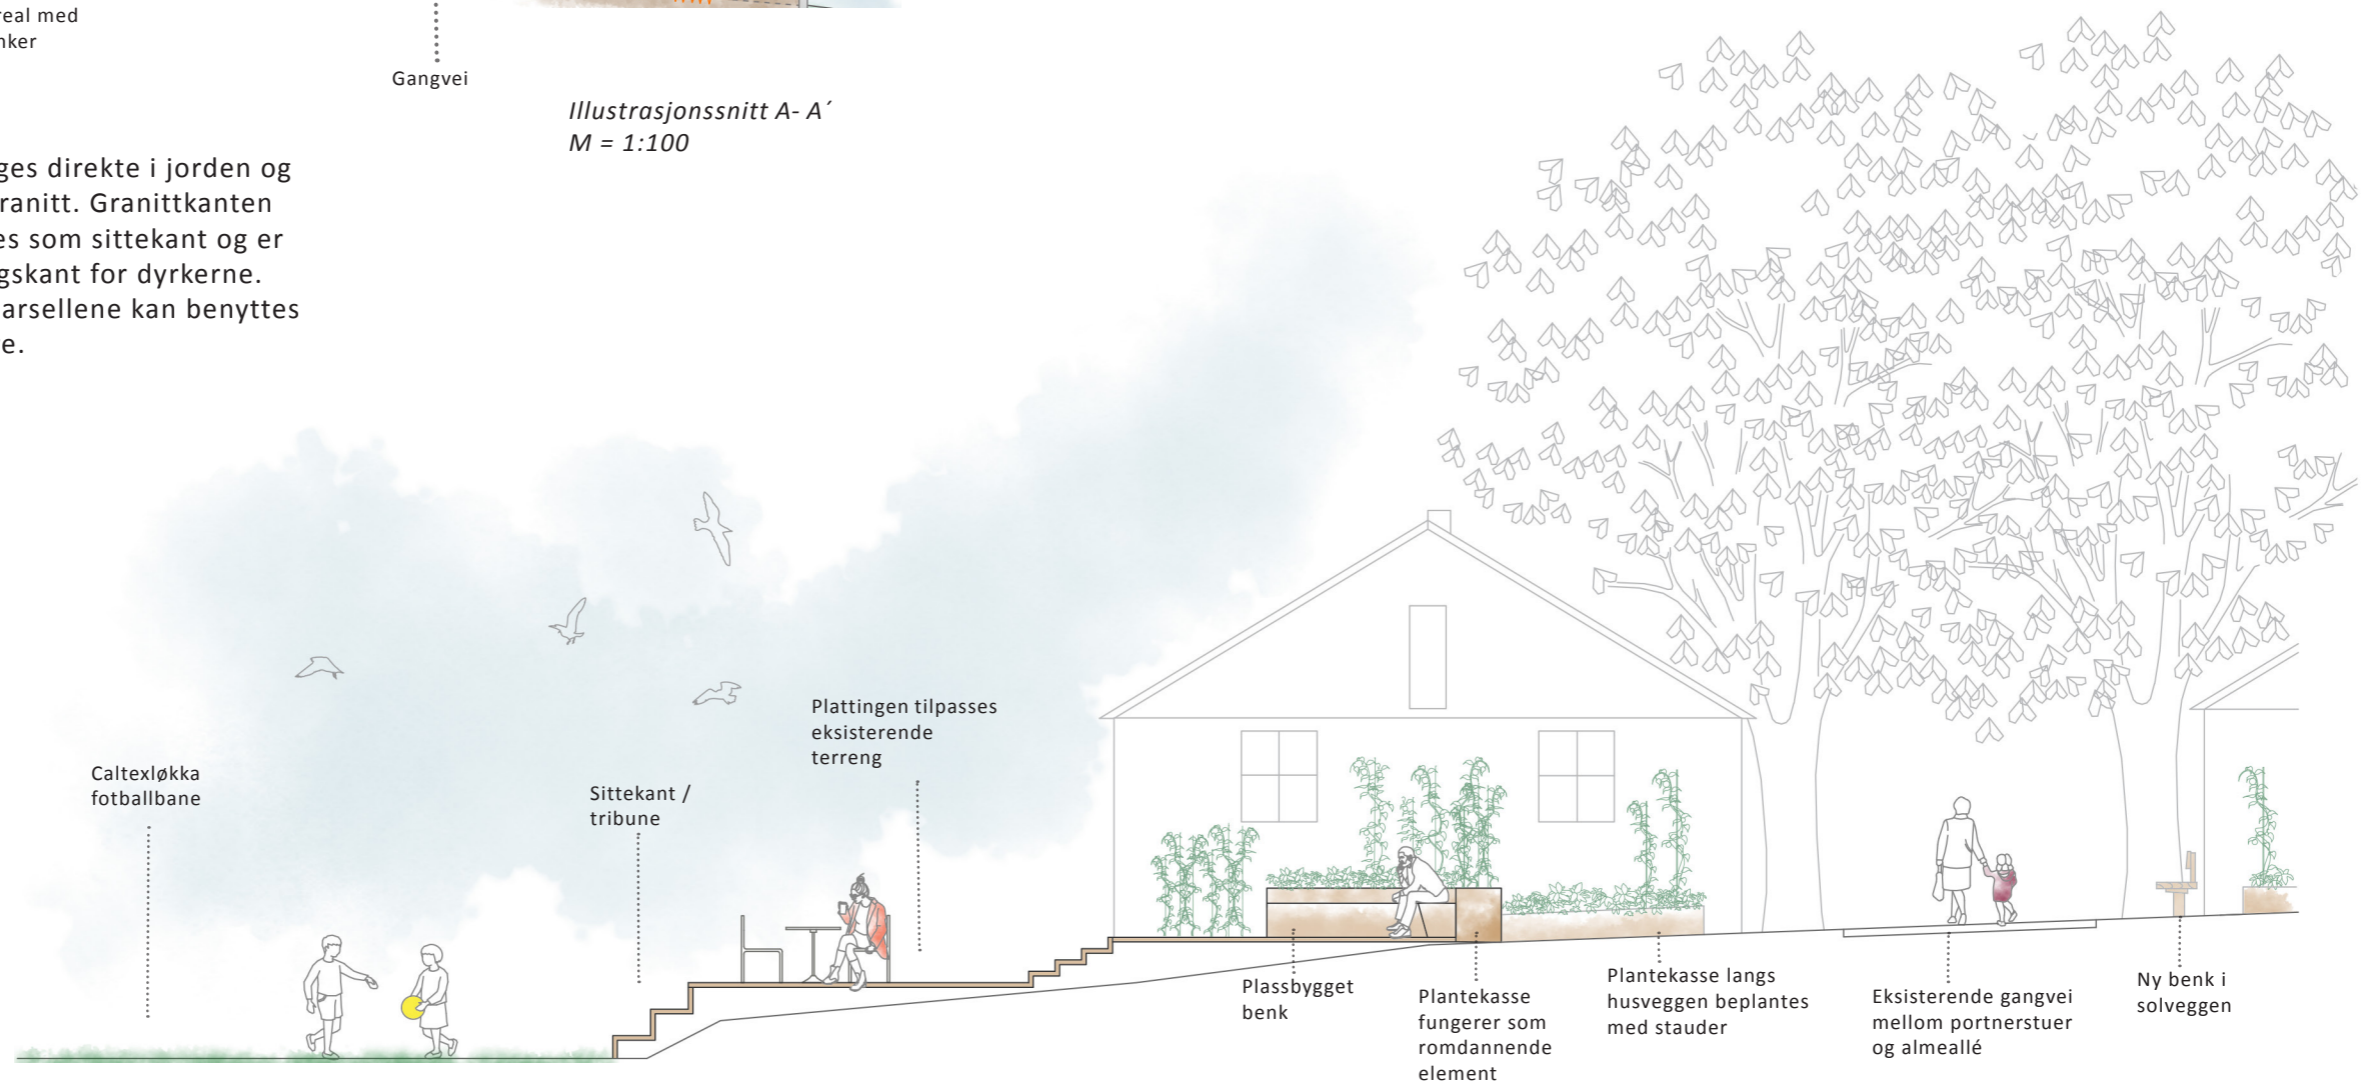 real med
nker
Gangvei
Illustrasjonssnitt A- A´
M = 1:100
ges direkte i jorden og
ranitt. Granittkanten
es som sittekant og er
gskant for dyrkerne.
arsellene kan benyttes
e.
Caltexløkka
fotballbane
Sittekant /
tribune
Plattingen tilpasses
eksisterende
terreng
Plassbygget
benk
Plantekasse
fungerer som
romdannende
element
Plantekasse langs
husveggen beplantes
med stauder
Eksisterende gangvei
mellom portnerstuer
og almeallé
Ny benk i
solveggen